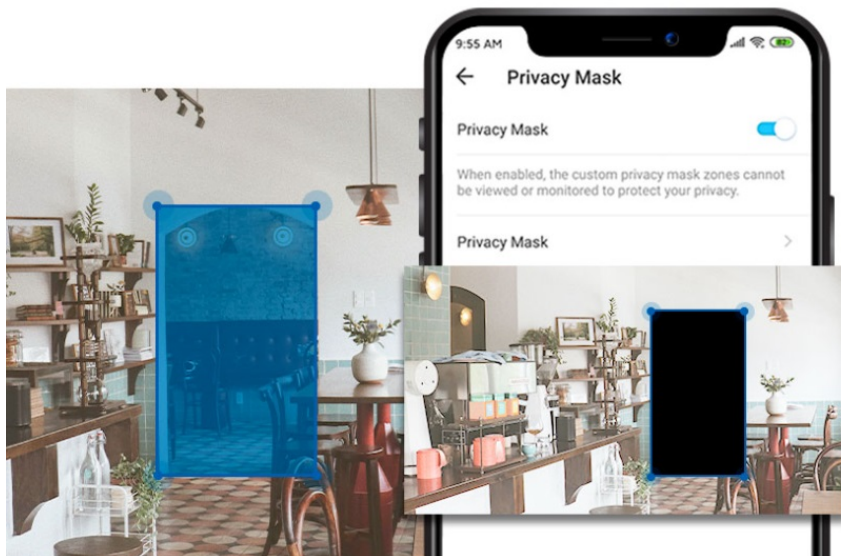 9:55 AM
82
Privacy Mask
Privacy Mask
When enabled, the custom privacy mask zones cannot
be viewed or monitored to protect your privacy.
Privacy Mask